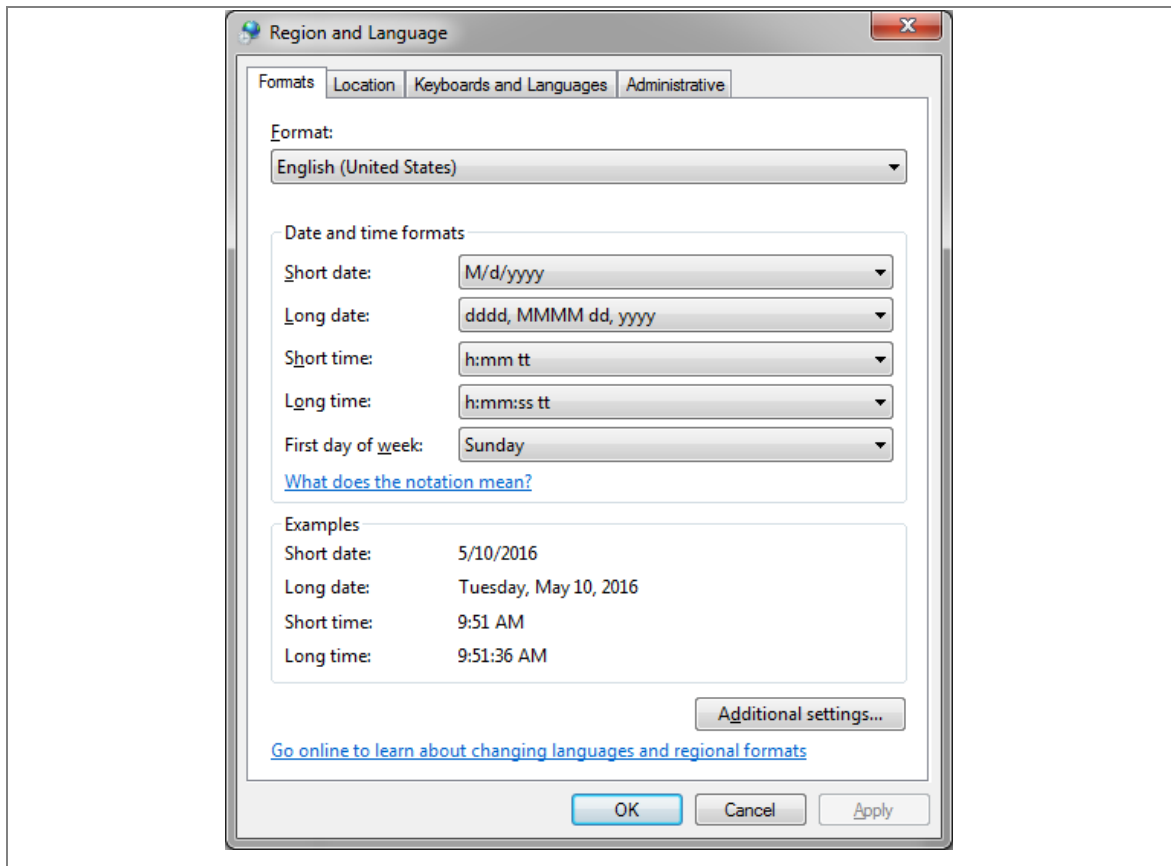 Region and Language
Formats Location Keyboards and Languages Administrative
Format:
English (United States)
Date and time formats
Short date: M/d/yyyy
Long date: dddd, MMMM dd, yyyy
Short time: h:mm tt
Long time: h:mm:ss tt
First day of week: Sunday
What does the notation mean?
Examples
Short date: 5/10/2016
Long date: Tuesday, May 10, 2016
Short time: 9:51 AM
Long time: 9:51:36 AM
Additional settings...
Go online to learn about changing languages and regional formats
OK Cancel Apply